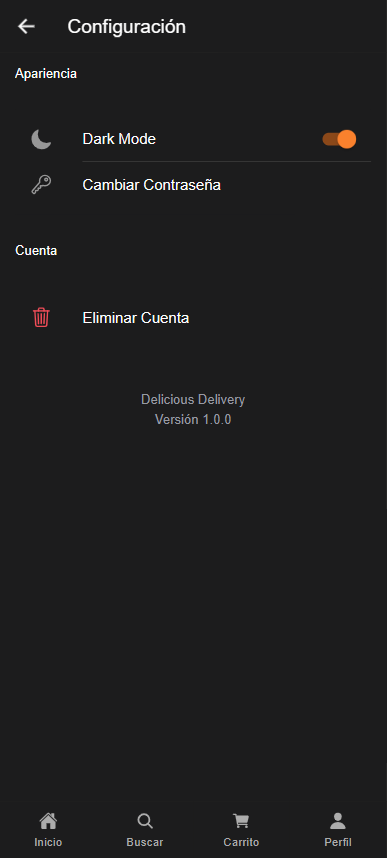 Configuración
Apariencia
Dark Mode
Cambiar Contraseña
Cuenta
Eliminar Cuenta
Delicious Delivery
Versión 1.0.0
Inicio
Buscar
Carrito
Perfil